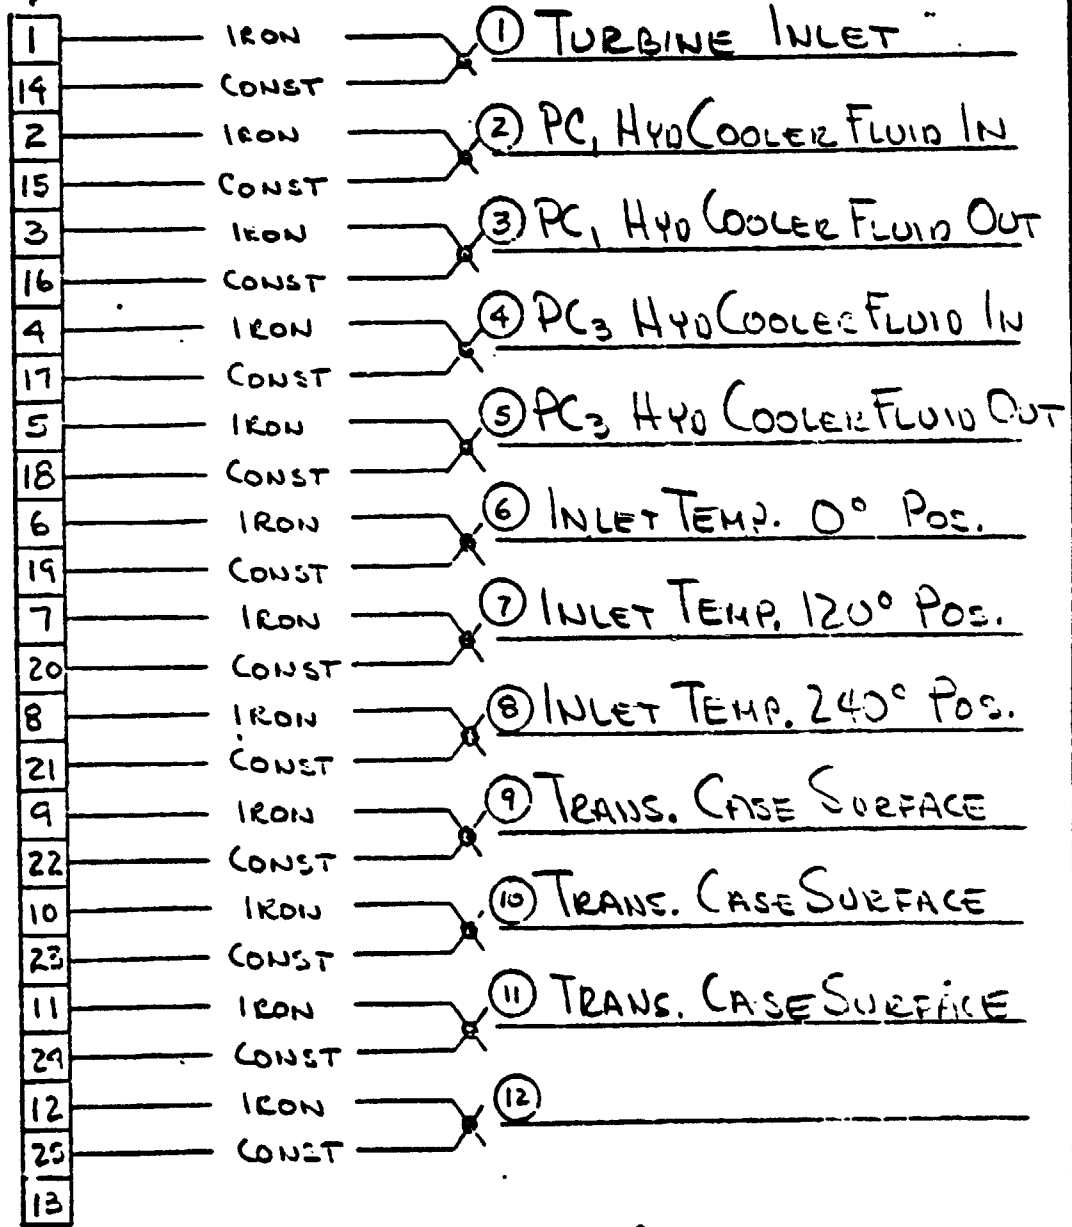 1 IRON ① TURBINE INLET
14 CONST
2 IRON ② PC1 HYD COOLER FLUID IN
15 CONST
3 IRON ③ PC1 HYD COOLER FLUID OUT
16 CONST
4 IRON ④ PC3 HYD COOLER FLUID IN
17 CONST
5 IRON ⑤ PC3 HYD COOLER FLUID OUT
18 CONST
6 IRON ⑥ INLET TEMP. 0° POS.
19 CONST
7 IRON ⑦ INLET TEMP. 120° POS.
20 CONST
8 IRON ⑧ INLET TEMP. 240° POS.
21 CONST
9 IRON ⑨ TRANS. CASE SURFACE
22 CONST
10 IRON ⑩ TRANS. CASE SURFACE
23 CONST
11 IRON ⑪ TRANS. CASE SURFACE
24 CONST
12 IRON ⑫
25 CONST
13